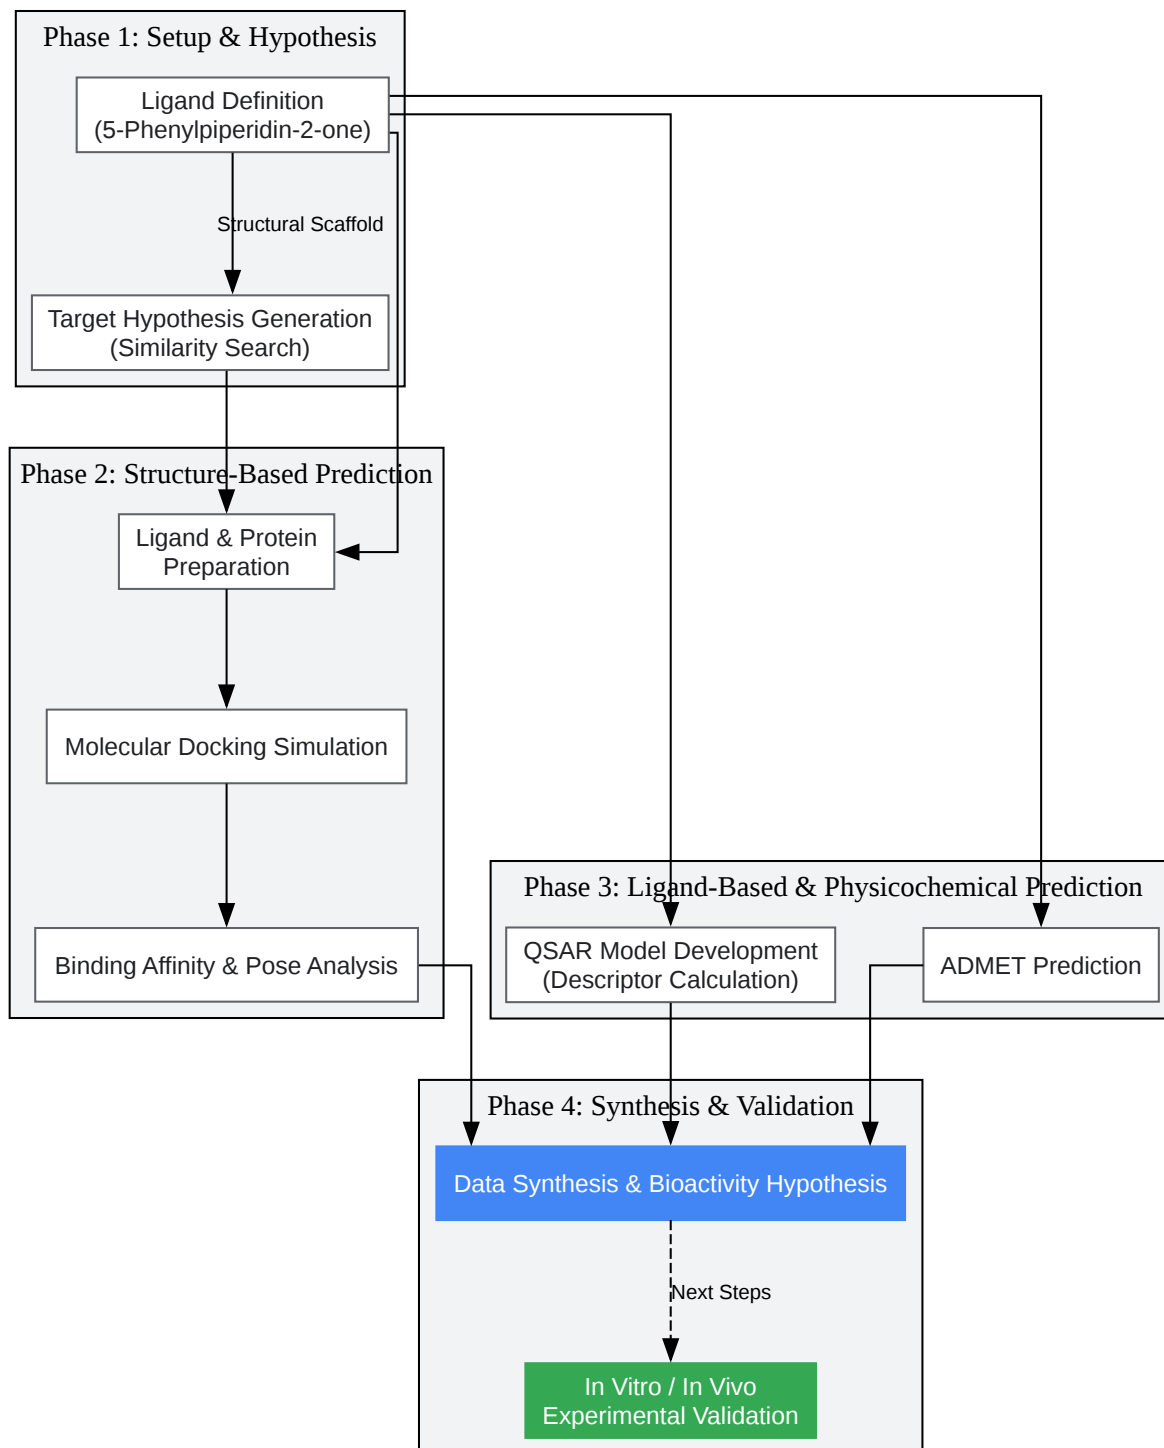 Phase 1: Setup & Hypothesis
Ligand Definition
(5-Phenylpiperidin-2-one)
Structural Scaffold
Target Hypothesis Generation
(Similarity Search)
Phase 2: Structure-Based Prediction
Ligand & Protein
Preparation
Molecular Docking Simulation
Binding Affinity & Pose Analysis
Phase 3: Ligand-Based & Physicochemical Prediction
QSAR Model Development
(Descriptor Calculation)
ADMET Prediction
Phase 4: Synthesis & Validation
Data Synthesis & Bioactivity Hypothesis
Next Steps
In Vitro / In Vivo
Experimental Validation